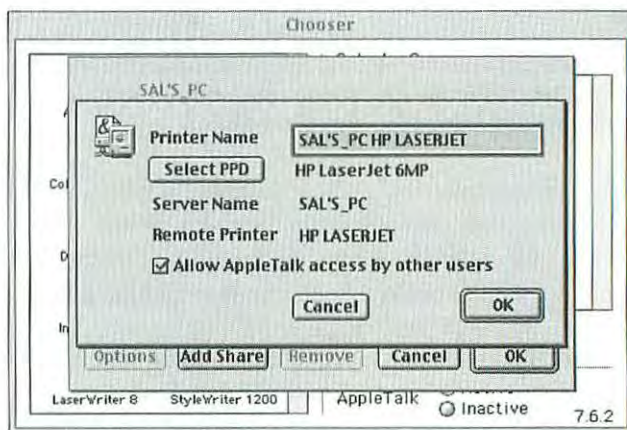 Chooser
SAL'S_PC
Printer Name SAL'S_PC HP LASERJET
Select PPD HP LaserJet 6MP
Server Name SAL'S_PC
Remote Printer HP LASERJET
Allow AppleTalk access by other users
Cancel OK
Options Add Share Remove Cancel OK
LaserWriter 8 StyleWriter 1200 AppleTalk
Inactive
7.6.2